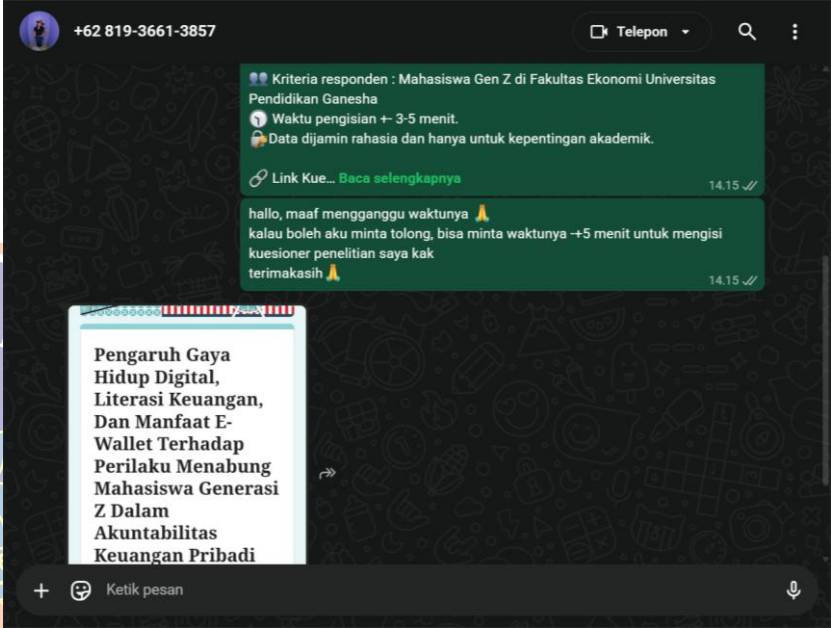 +62 819-3661-3857
Telepon
👥 Kriteria responden : Mahasiswa Gen Z di Fakultas Ekonomi Universitas
Pendidikan Ganesha
🕥 Waktu pengisian +- 3-5 menit.
🔐Data dijamin rahasia dan hanya untuk kepentingan akademik.
🔗 Link Kue... Baca selengkapnya
14.15
hallo, maaf mengganggu waktunya 🙏
kalau boleh aku minta tolong, bisa minta waktunya -+5 menit untuk mengisi
kuesioner penelitian saya kak
terimakasih🙏
14.15
Pengaruh Gaya
Hidup Digital,
Literasi Keuangan,
Dan Manfaat E-
Wallet Terhadap
Perilaku Menabung
Mahasiswa Generasi
Z Dalam
Akuntabilitas
Keuangan Pribadi
Ketik pesan